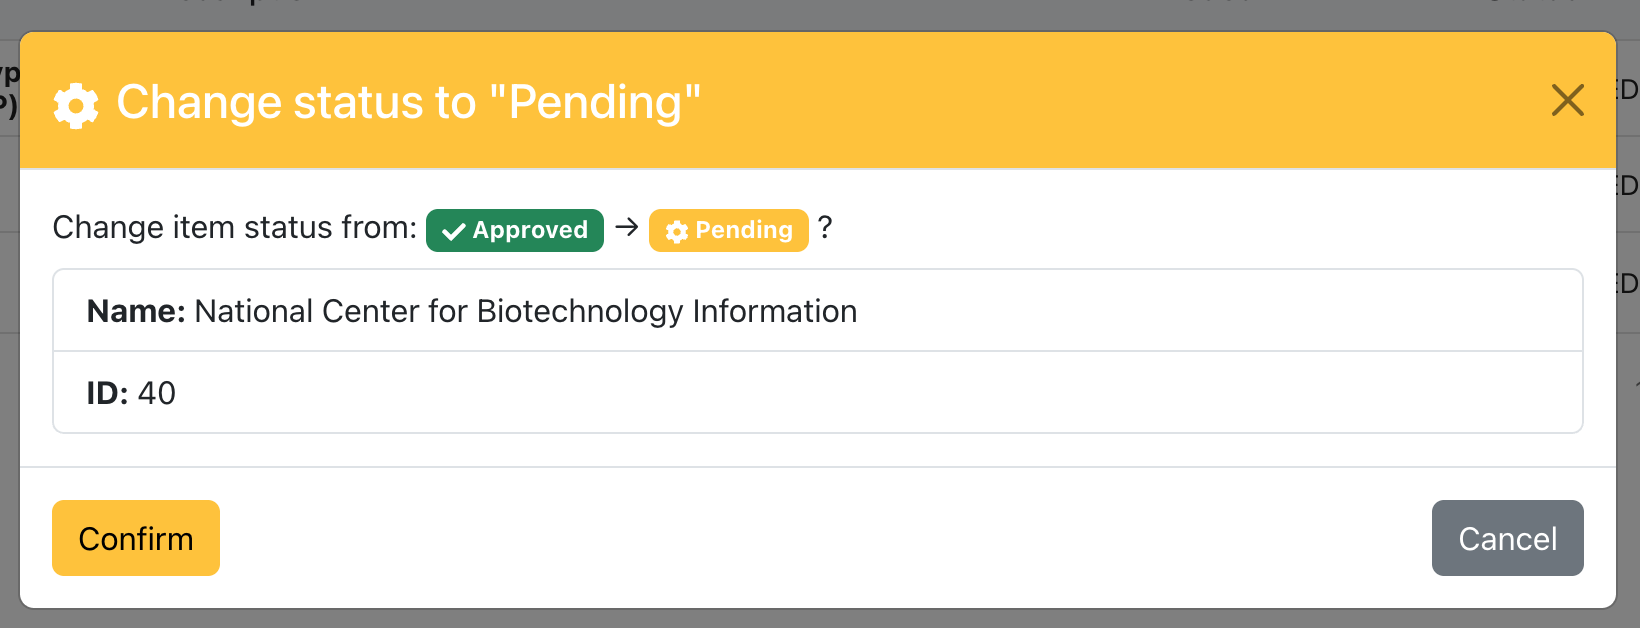 Change status to "Pending"
Change item status from: Approved → Pending ?
Name: National Center for Biotechnology Information
ID: 40
Confirm
Cancel